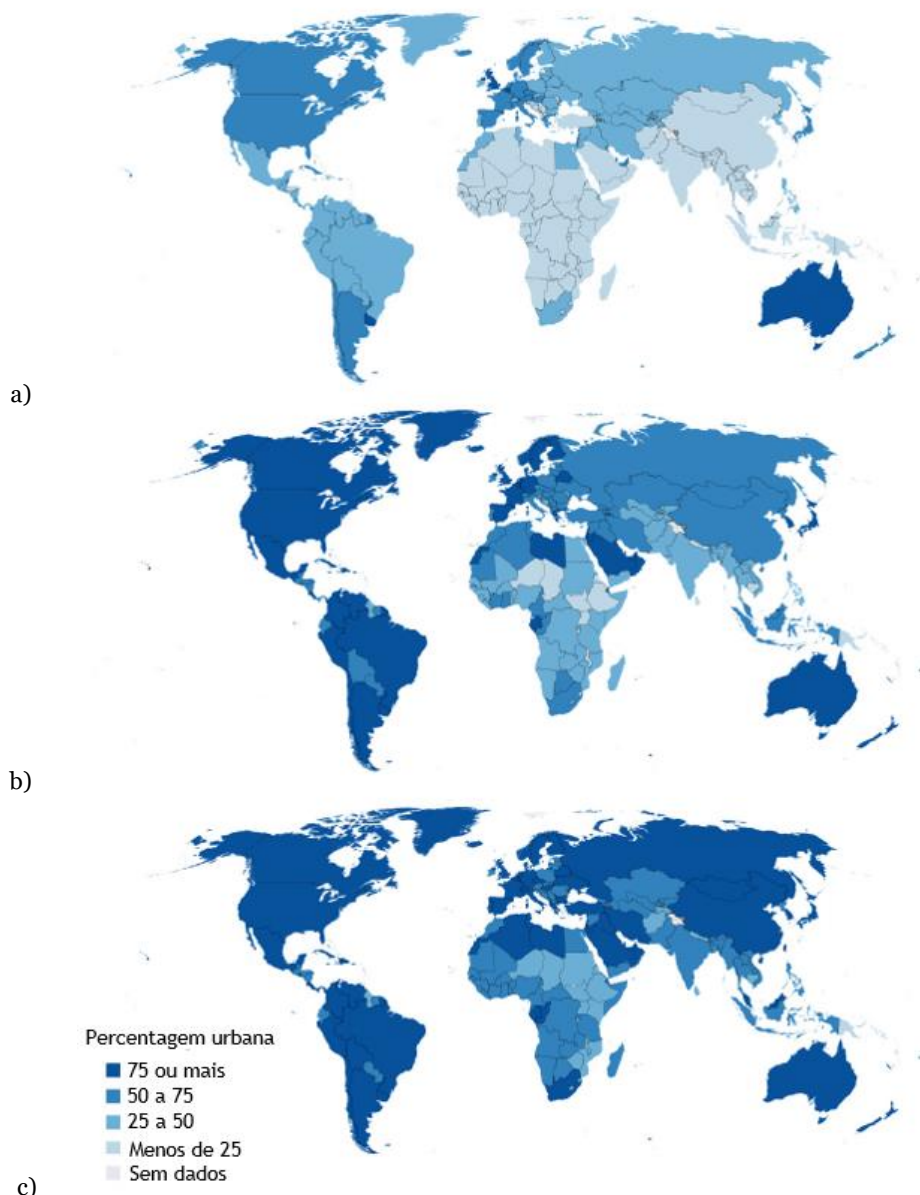 a)
b)
Percentagem urbana
75 ou mais
50 a 75
25 a 50
Menos de 25
Sem dados
c)